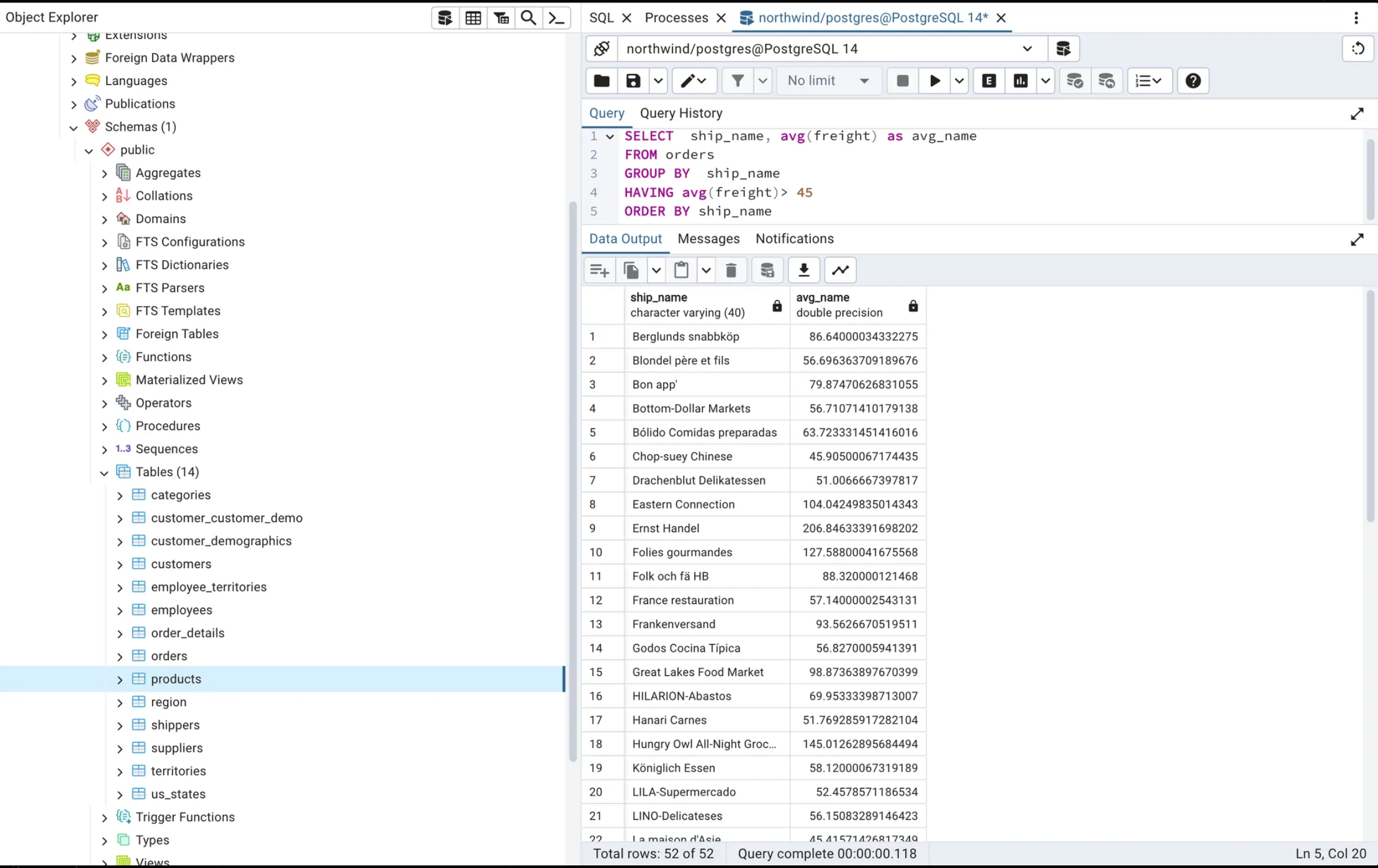 Object Explorer
Extensions
Foreign Data Wrappers
Languages
Publications
Schemas (1)
public
Aggregates
Collations
Domains
FTS Configurations
FTS Dictionaries
Aa FTS Parsers
FTS Templates
Foreign Tables
Functions
Materialized Views
Operators
Procedures
1..3 Sequences
Tables (14)
categories
customer_customer_demo
customer_demographics
customers
employee_territories
employees
order_details
orders
products
region
shippers
suppliers
territories
us_states
Trigger Functions
Types
Views
SQL Processes northwind/postgres@PostgreSQL 14*
northwind/postgres@PostgreSQL 14
No limit
E
Query Query History
1 SELECT ship_name, avg(freight) as avg_name
2 FROM orders
3 GROUP BY ship_name
4 HAVING avg(freight)> 45
5 ORDER BY ship_name
Data Output Messages Notifications
ship_name avg_name
character varying (40) double precision
1 Berglunds snabbköp 86.64000034332275
2 Blondel père et fils 56.696363709189676
3 Bon app' 79.87470626831055
4 Bottom-Dollar Markets 56.71071410179138
5 Bólido Comidas preparadas 63.723331451416016
6 Chop-suey Chinese 45.90500067174435
7 Drachenblut Delikatessen 51.0066667397817
8 Eastern Connection 104.04249835014343
9 Ernst Handel 206.84633391698202
10 Folies gourmandes 127.58800041675568
11 Folk och fä HB 88.320000121468
12 France restauration 57.14000002543131
13 Frankenversand 93.5626670519511
14 Godos Cocina Típica 56.8270005941391
15 Great Lakes Food Market 98.87363897670399
16 HILARION-Abastos 69.95333398713007
17 Hanari Carnes 51.769285917282104
18 Hungry Owl All-Night Groc... 145.01262895684494
19 Königlich Essen 58.12000067319189
20 LILA-Supermercado 52.4578571186534
21 LINO-Delicateses 56.15083289146423
22 La maison d'Asie 45.41571426817349
Total rows: 52 of 52 Query complete 00:00:00.118 Ln 5, Col 20